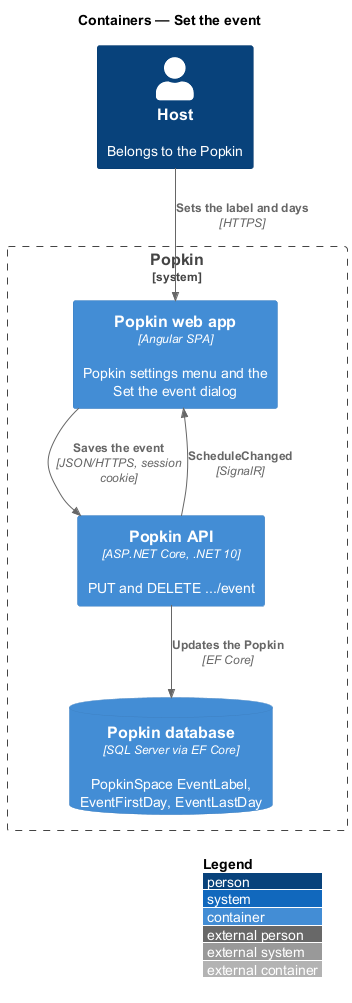 Containers — Set the event
Host
Belongs to the Popkin
Sets the label and days
[HTTPS]
Popkin
[system]
Popkin web app
[Angular SPA]
Popkin settings menu and the
Set the event dialog
Saves the event
[JSON/HTTPS, session
cookie]
ScheduleChanged
[SignalR]
Popkin API
[ASP.NET Core, .NET 10]
PUT and DELETE .../event
Updates the Popkin
[EF Core]
Popkin database
[SQL Server via EF Core]
PopkinSpace EventLabel,
EventFirstDay, EventLastDay
Legend
person
system
container
external person
external system
external container